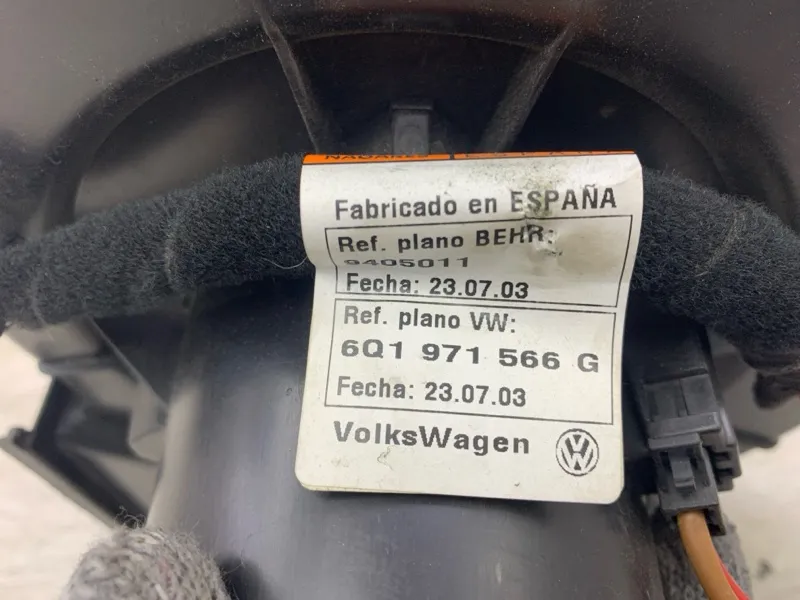 Fabricado en ESPAÑA
Ref. plano BEHR:
9405011
Fecha: 23.07.03
Ref. plano VW:
6Q1 971 566 G
Fecha: 23.07.03
VolksWagen